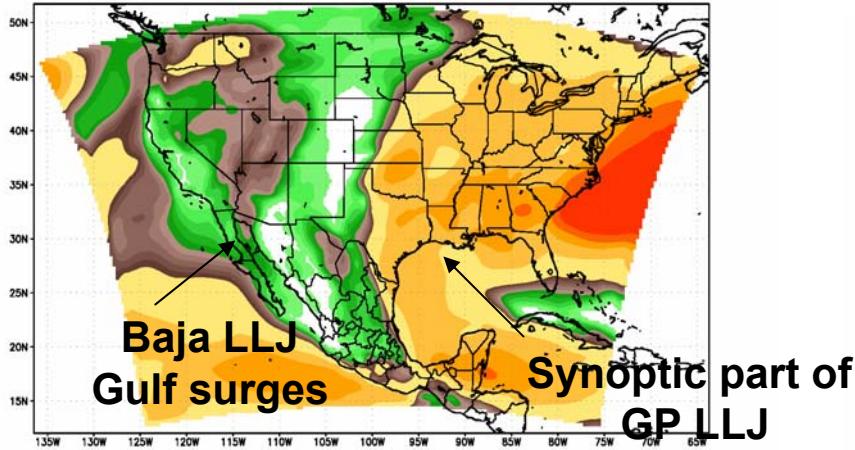 50N
45N
40N
35N
30N
25N
20N
15N
Baja LLJ
Gulf surges
Synoptic part of
GP LLJ
135W 130W 125W 120W 115W 110W 105W 100W 95W 90W 85W 80W 75W 70W 65W